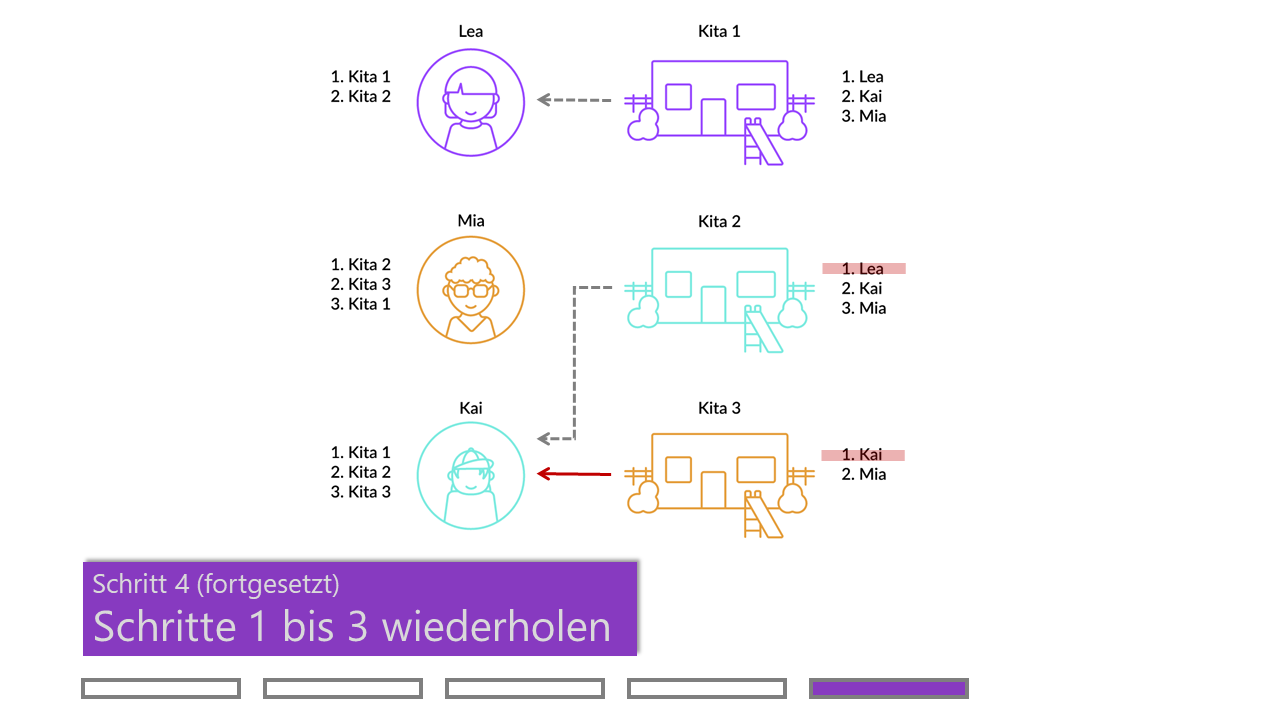 Lea
Kita 1
1. Kita 1
2. Kita 2
1. Lea
2. Kai
3. Mia
Mia
Kita 2
1. Kita 2
2. Kita 3
3. Kita 1
1. Lea
2. Kai
3. Mia
Kai
Kita 3
1. Kita 1
2. Kita 2
3. Kita 3
1. Kai
2. Mia
Schritt 4 (fortgesetzt)
Schritte 1 bis 3 wiederholen